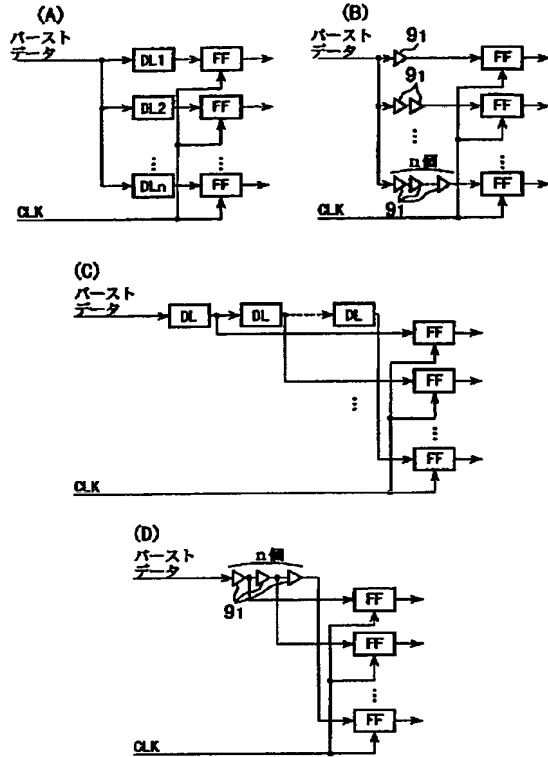 (A)
バースト
データ
DL1
FF
DL2
FF
⋮
⋮
DLn
FF
CLK
(B)
バースト
データ
91
FF
91
FF
⋮
n個
⋮
FF
91
CLK
(C)
バースト
データ
DL
DL
DL
FF
FF
⋮
⋮
FF
CLK
(D)
バースト
データ
n個
91
FF
FF
⋮
FF
CLK